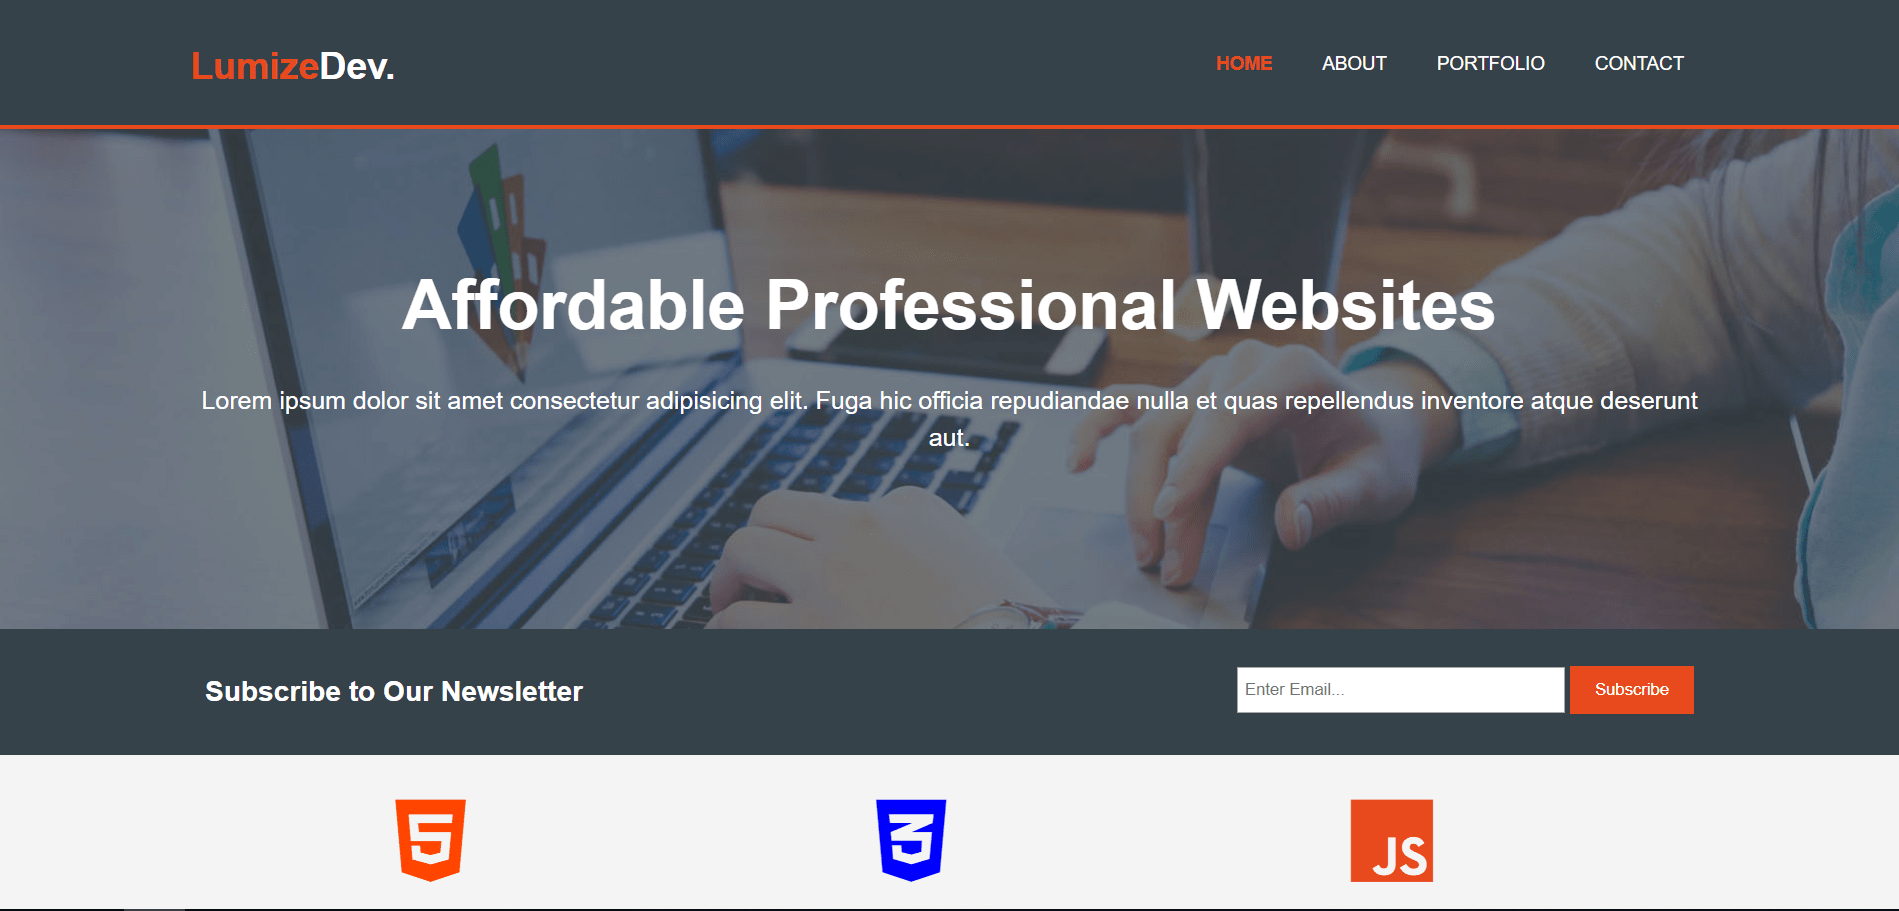 LumizeDev.
HOME ABOUT PORTFOLIO CONTACT
Affordable Professional Websites
Lorem ipsum dolor sit amet consectetur adipisicing elit. Fuga hic officia repudiandae nulla et quas repellendus inventore atque deserunt
aut.
Subscribe to Our Newsletter
Enter Email...
Subscribe
5
3
JS